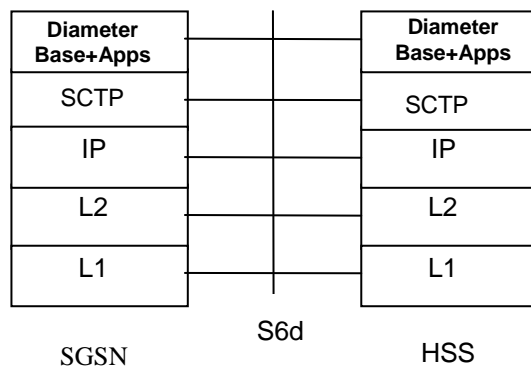 Diameter
Base+Apps
SCTP
IP
L2
L1
SGSN
S6d
Diameter
Base+Apps
SCTP
IP
L2
L1
HSS